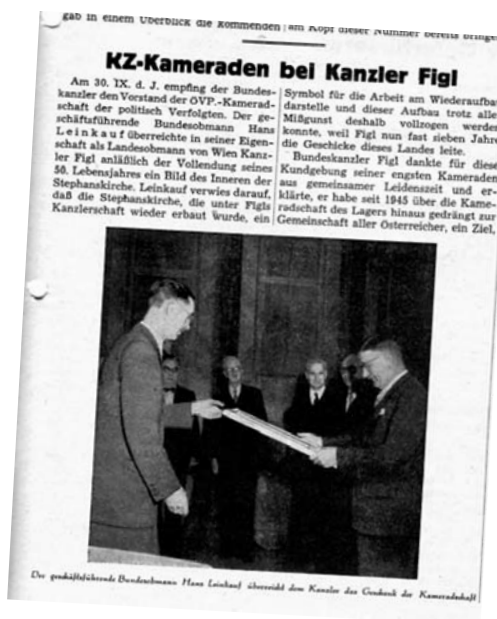 gab in einem Überblick die kommenden
am Kopf dieser Nummer bereits bringen
KZ-Kameraden bei Kanzler Figl
Am 30. IX. d. J. empfing der Bundes-
kanzler den Vorstand der ÖVP.-Kamerad-
schaft der politisch Verfolgten. Der ge-
schäftsführende Bundesobmann Hans
Leinkauf überreichte in seiner Eigen-
schaft als Landesobmann von Wien Kanz-
ler Figl anläßlich der Vollendung seines
50. Lebensjahres ein Bild des Inneren der
Stephanskirche. Leinkauf verwies darauf,
daß die Stephanskirche, die unter Figls
Kanzlerschaft wieder erbaut wurde, ein
Symbol für die Arbeit am Wiederaufba
darstelle und dieser Aufbau trotz alle
Mißgunst deshalb vollzogen werde
konnte, weil Figl nun fast sieben Jahre
die Geschicke dieses Landes leite.
Bundeskanzler Figl dankte für diese
Kundgebung seiner engsten Kameraden
aus gemeinsamer Leidenszeit und er-
klärte, er habe seit 1945 über die Kame-
radschaft des Lagers hinaus gedrängt zur
Gemeinschaft aller Österreicher, ein Ziel,
Der geschäftsführende Bundesobmann Hans Leinkauf überreicht dem Kanzler das Geschenk der Kameradschaft